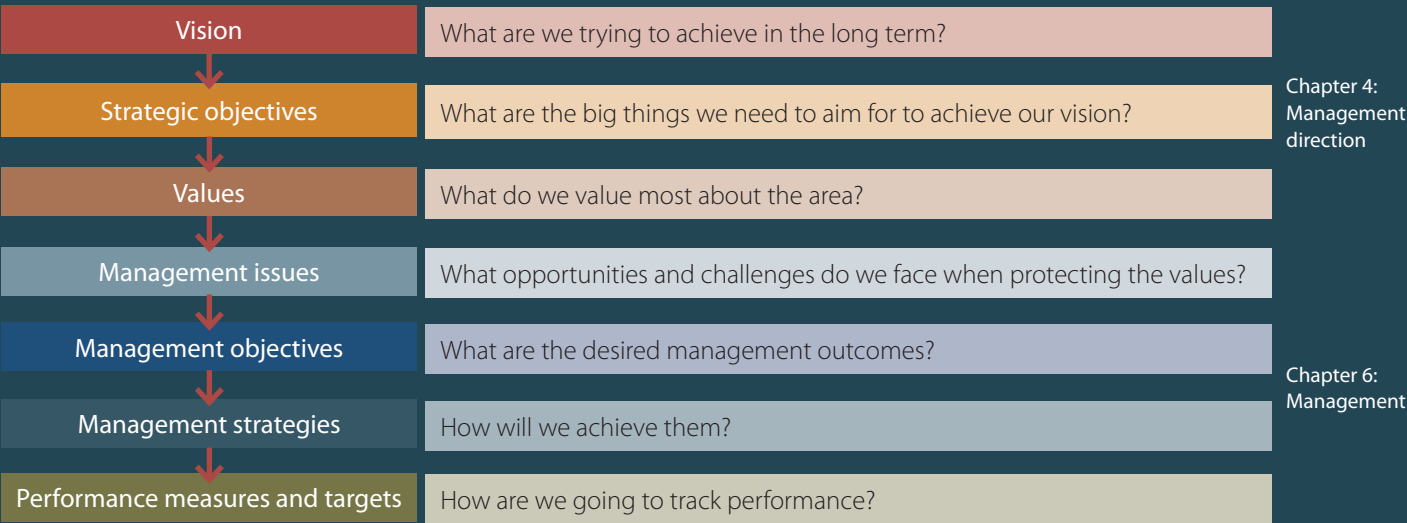 Vision
What are we trying to achieve in the long term?
Strategic objectives
What are the big things we need to aim for to achieve our vision?
Chapter 4:
Management
direction
Values
What do we value most about the area?
Management issues
What opportunities and challenges do we face when protecting the values?
Management objectives
What are the desired management outcomes?
Chapter 6:
Management
Management strategies
How will we achieve them?
Performance measures and targets
How are we going to track performance?